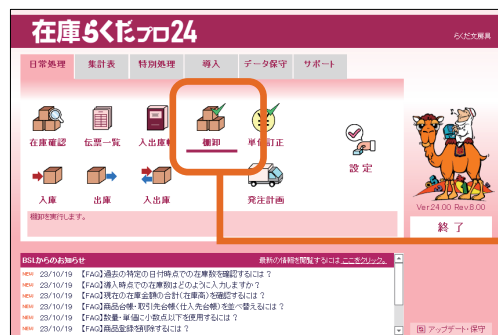 在庫らくだプロ24
らくだ文房具
日常処理 集計表 特別処理 導入 データ保守 サポート
在庫確認 伝票一覧 入出庫 棚卸 単価訂正
設定
入庫 出庫 入出庫 発注計画
棚卸を実行します。
Ver.24.00 Rev.8.00
終了
BSLからのお知らせ 最新の情報を閲覧するには ここをクリック。
NEW 23/10/19 【FAQ】過去の特定の日付時点での在庫数を確認するには?
NEW 23/10/19 【FAQ】導入時点での在庫数はどのように入力しますか?
NEW 23/10/19 【FAQ】現在の在庫金額の合計(在庫高)を確認するには?
NEW 23/10/19 【FAQ】商品台帳・取引先台帳(仕入先台帳)を並べ替えるには?
NEW 23/10/19 【FAQ】数量・単価に小数点以下を使用するには?
NEW 23/10/19 【FAQ】商品登録を削除するには?
アップデート・保守